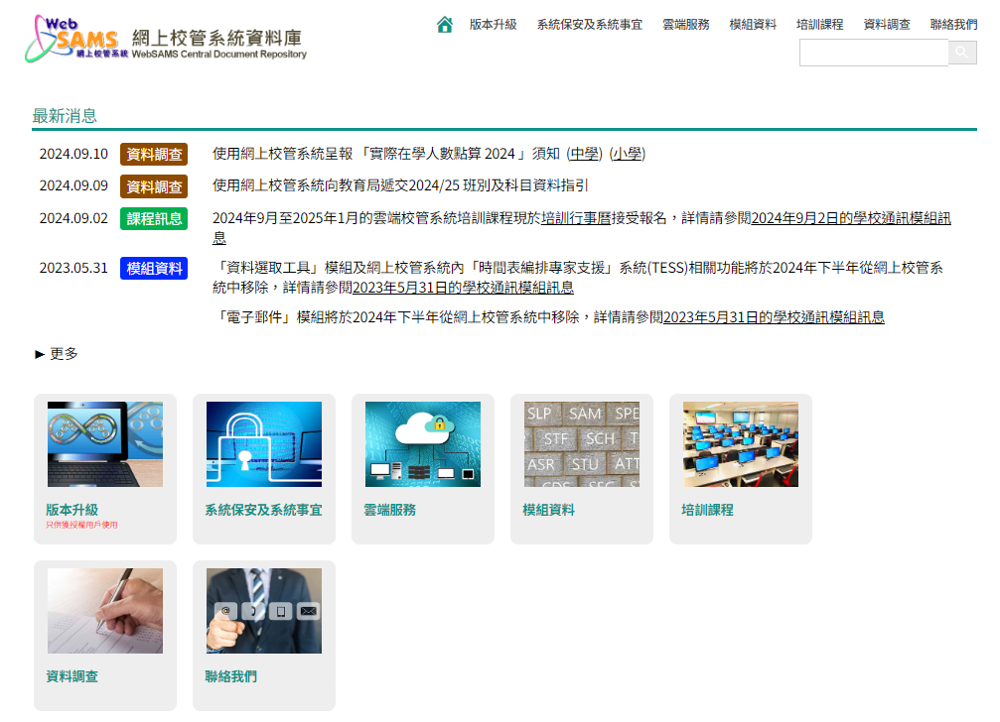 Web
SAMS
網上校管系統
網上校管系統資料庫
WebSAMS Central Document Repository
版本升級 系統保安及系統事宜 雲端服務 模組資料 培訓課程 資料調查 聯絡我們
最新消息
2024.09.10 資料調查 使用網上校管系統呈報 「實際在學人數點算 2024 」須知 (中學) (小學)
2024.09.09 資料調查 使用網上校管系統向教育局遞交2024/25 班別及科目資料指引
2024.09.02 課程訊息 2024年9月至2025年1月的雲端校管系統培訓課程現於培訓行事曆接受報名，詳情請參閱2024年9月2日的學校通訊模組訊
息
2023.05.31 模組資料 「資料選取工具」模組及網上校管系統內「時間表編排專家支援」系統(TESS)相關功能將於2024年下半年從網上校管系
統中移除，詳情請參閱2023年5月31日的學校通訊模組訊息
「電子郵件」模組將於2024年下半年從網上校管系統中移除，詳情請參閱2023年5月31日的學校通訊模組訊息
► 更多
SLP SAM SPE
STF SCH T
ASR STU ATT
CDS SFC S
版本升級 系統保安及系統事宜 雲端服務 模組資料 培訓課程
只供獲授權用戶使用
@
資料調查 聯絡我們